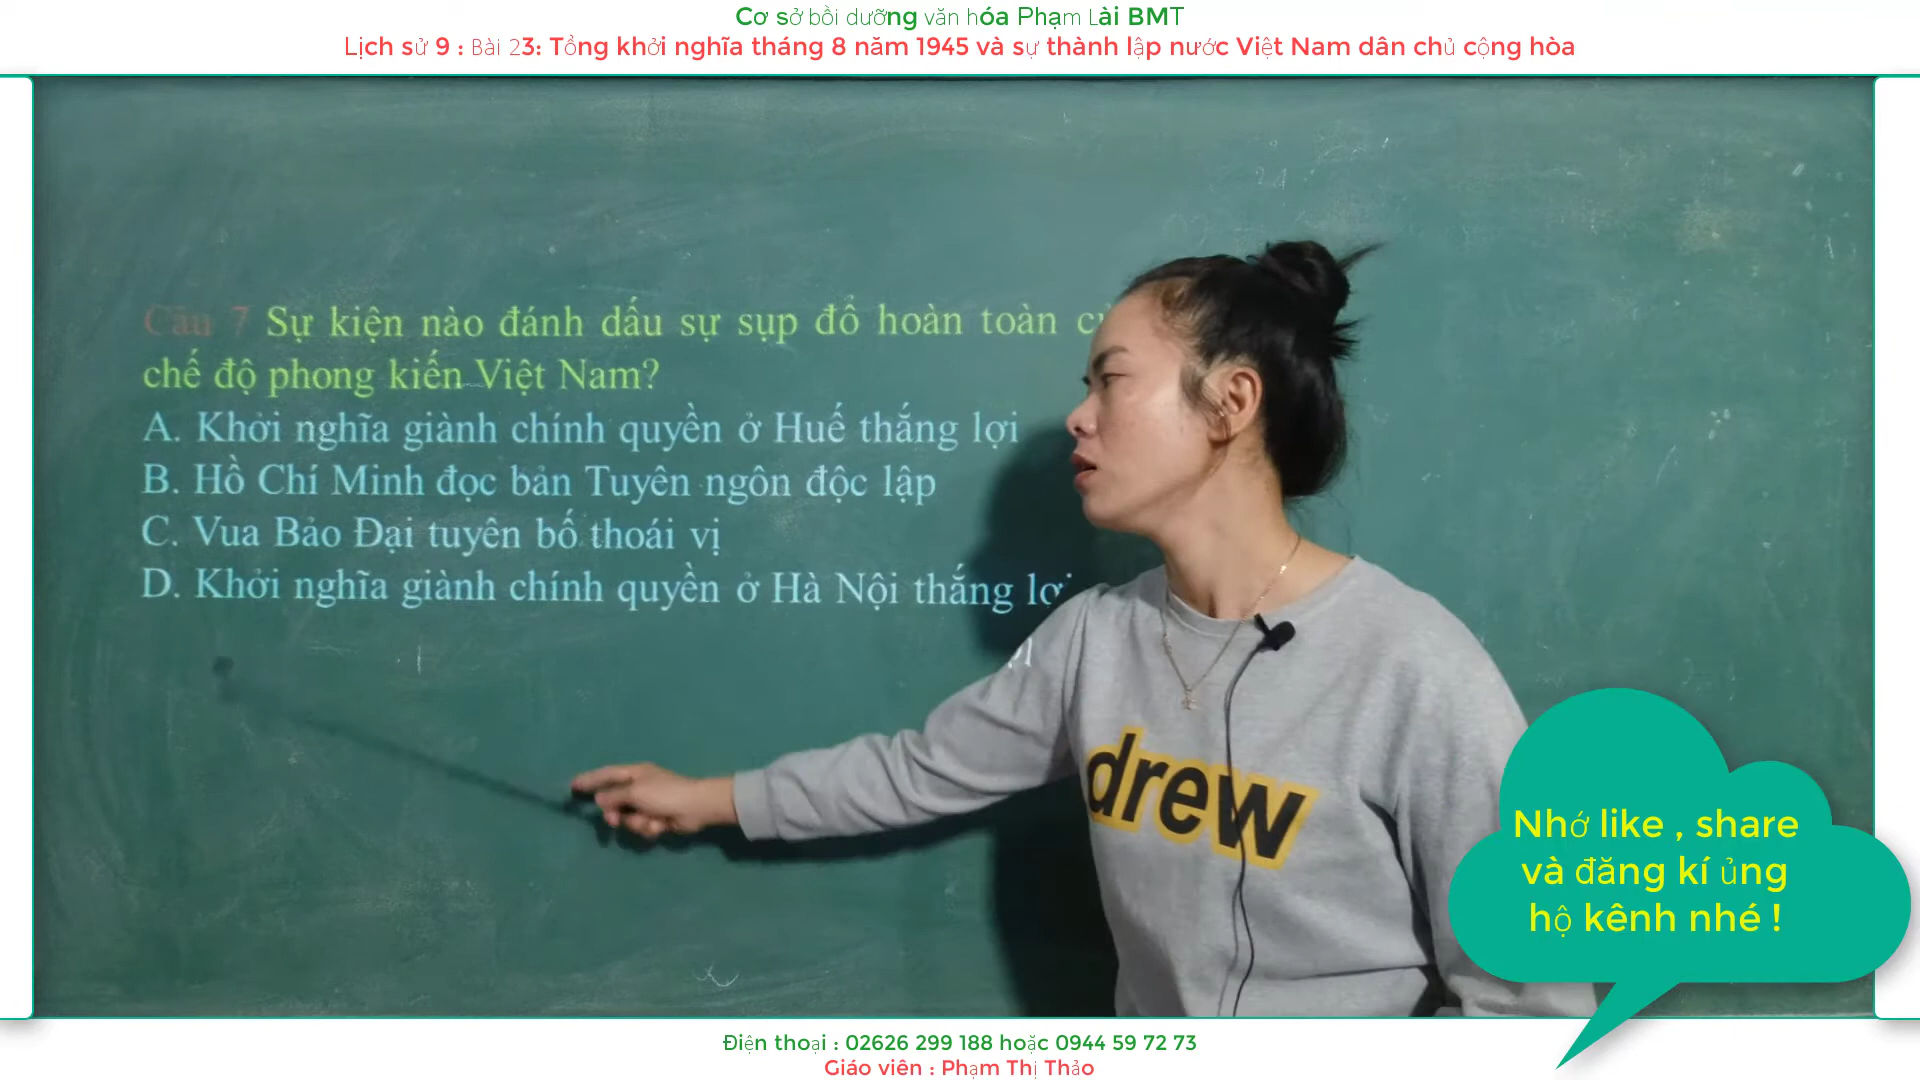 Cơ sở bồi dưỡng văn hóa Phạm Lài BMT
Lịch sử 9 : Bài 23: Tổng khởi nghĩa tháng 8 năm 1945 và sự thành lập nước Việt Nam dân chủ cộng hòa
Câu 7 Sự kiện nào đánh dấu sự sụp đổ hoàn toàn
chế độ phong kiến Việt Nam?
A. Khởi nghĩa giành chính quyền ở Huế thắng lợi
B. Hồ Chí Minh đọc bản Tuyên ngôn độc lập
C. Vua Bảo Đại tuyên bố thoái vị
D. Khởi nghĩa giành chính quyền ở Hà Nội thắng lợi
drew
Nhớ like , share
và đăng kí ủng
hộ kênh nhé !
Điện thoại : 02626 299 188 hoặc 0944 59 72 73
Giáo viên : Phạm Thị Thảo